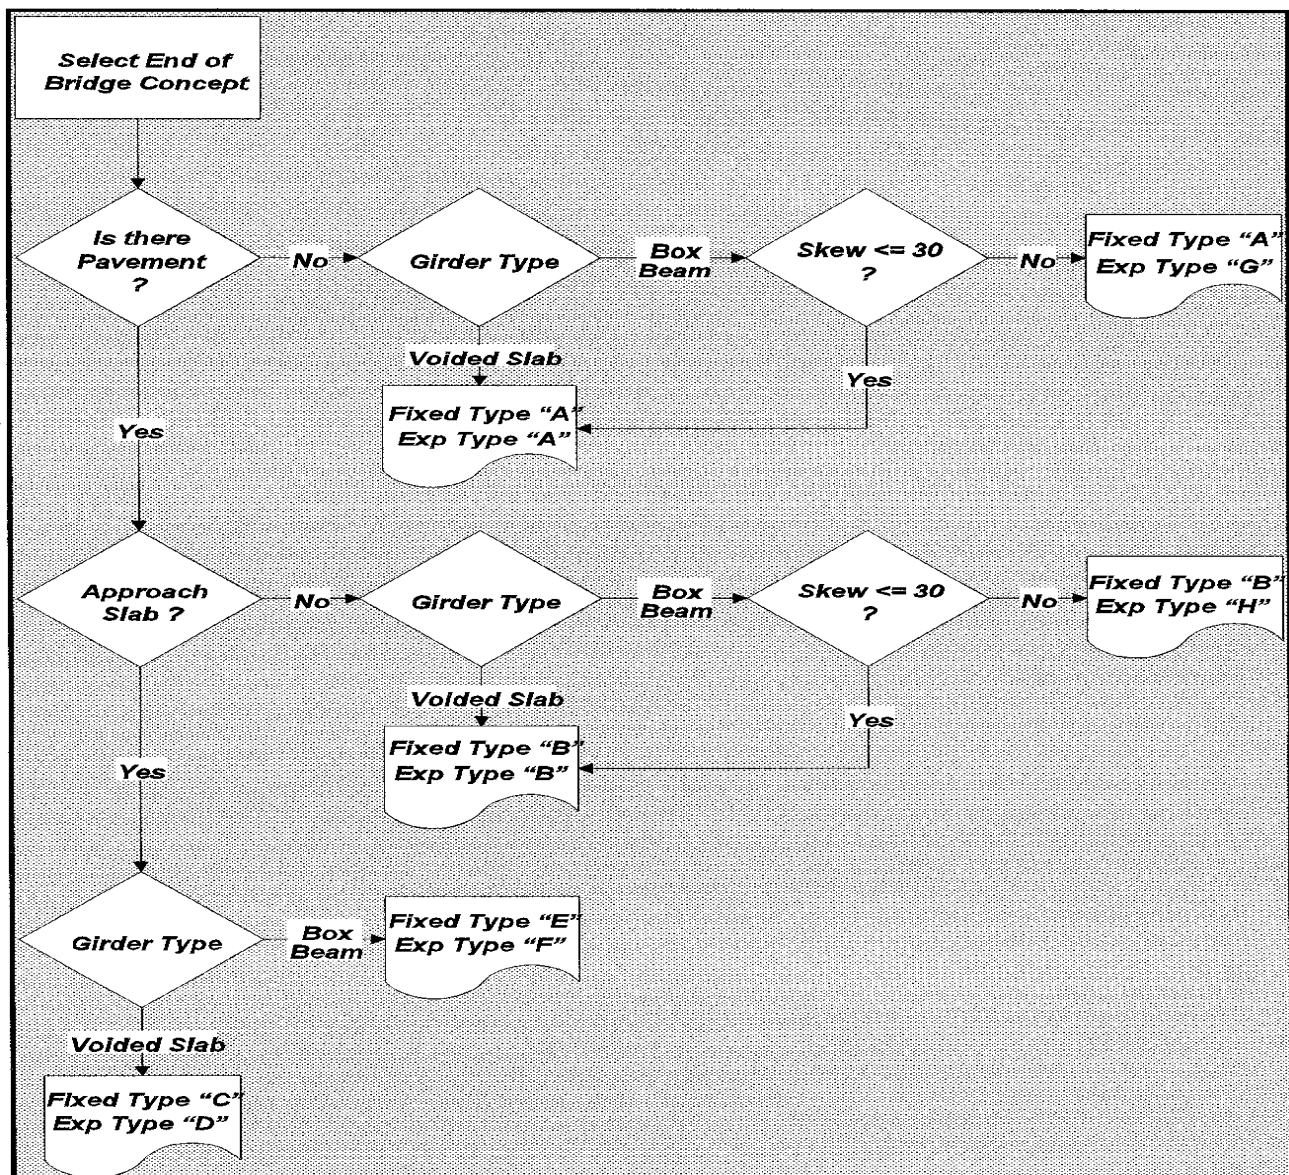 Select End of
Bridge Concept
Is there
Pavement
?
No
Girder Type
Box
Beam
Skew <= 30
?
No
Fixed Type “A”
Exp Type “G”
Voided Slab
Yes
Fixed Type “A”
Exp Type “A”
Yes
Approach
Slab ?
No
Girder Type
Box
Beam
Skew <= 30
?
No
Fixed Type “B”
Exp Type “H”
Voided Slab
Yes
Fixed Type “B”
Exp Type “B”
Yes
Girder Type
Box
Beam
Fixed Type “E”
Exp Type “F”
Voided Slab
Fixed Type “C”
Exp Type “D”